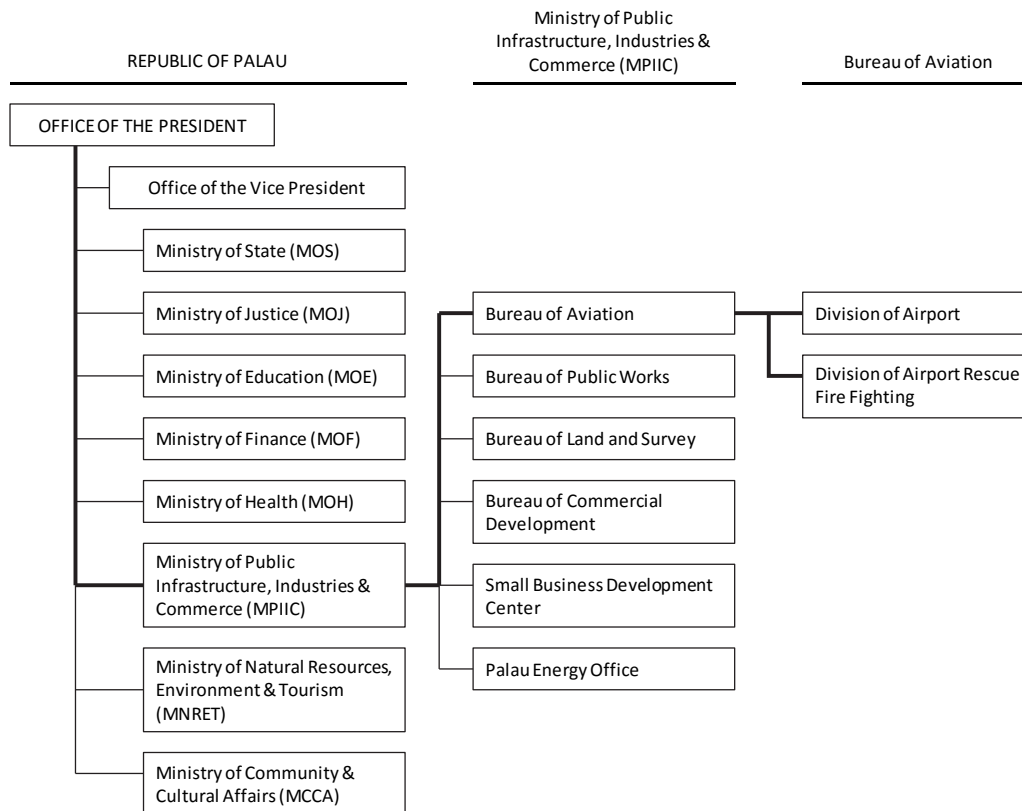 REPUBLIC OF PALAU
Ministry of Public
Infrastructure, Industries &
Commerce (MPIIC)
Bureau of Aviation
OFFICE OF THE PRESIDENT
Office of the Vice President
Ministry of State (MOS)
Ministry of Justice (MOJ)
Ministry of Education (MOE)
Ministry of Finance (MOF)
Ministry of Health (MOH)
Ministry of Public
Infrastructure, Industries &
Commerce (MPIIC)
Ministry of Natural Resources,
Environment & Tourism
(MNRET)
Ministry of Community &
Cultural Affairs (MCCA)
Bureau of Aviation
Bureau of Public Works
Bureau of Land and Survey
Bureau of Commercial
Development
Small Business Development
Center
Palau Energy Office
Division of Airport
Division of Airport Rescue
Fire Fighting